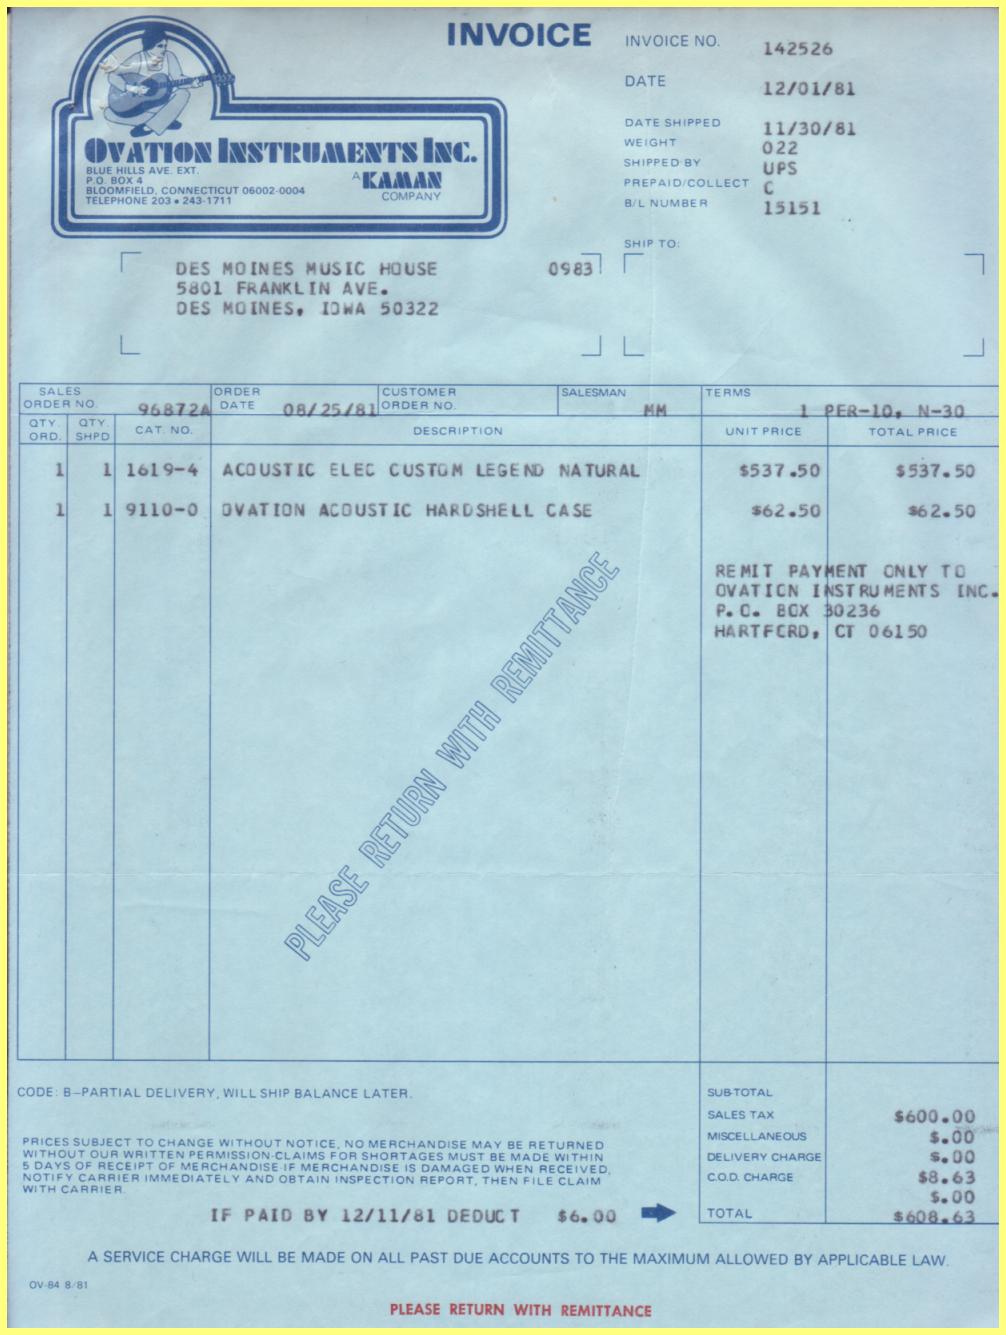 INVOICE
INVOICE NO. 142526
DATE 12/01/81
DATE SHIPPED 11/30/81
WEIGHT 022
SHIPPED BY UPS
PREPAID/COLLECT C
B/L NUMBER 15151
OVATION INSTRUMENTS INC.
BLUE HILLS AVE. EXT.
P.O. BOX 4
BLOOMFIELD, CONNECTICUT 06002-0004
TELEPHONE 203 • 243-1711
A KAMAN
COMPANY
SHIP TO:
DES MOINES MUSIC HOUSE 0983
5801 FRANKLIN AVE.
DES MOINES, IOWA 50322
SALES ORDER NO. 96872A ORDER DATE 08/25/81 CUSTOMER ORDER NO. SALESMAN MM TERMS 1 PER-10, N-30
QTY. ORD. QTY. SHPD CAT. NO. DESCRIPTION UNIT PRICE TOTAL PRICE
1 1 1619-4 ACOUSTIC ELEC CUSTOM LEGEND NATURAL $537.50 $537.50
1 1 9110-0 OVATION ACOUSTIC HARDSHELL CASE $62.50 $62.50
REMIT PAYMENT ONLY TO
OVATION INSTRUMENTS INC.
P.O. BOX 30236
HARTFORD, CT 06150
PLEASE RETURN WITH REMITTANCE
CODE: B-PARTIAL DELIVERY, WILL SHIP BALANCE LATER.
SUB-TOTAL
SALES TAX $600.00
MISCELLANEOUS $.00
DELIVERY CHARGE $.00
C.O.D. CHARGE $8.63
$.00
TOTAL $608.63
PRICES SUBJECT TO CHANGE WITHOUT NOTICE, NO MERCHANDISE MAY BE RETURNED
WITHOUT OUR WRITTEN PERMISSION-CLAIMS FOR SHORTAGES MUST BE MADE WITHIN
5 DAYS OF RECEIPT OF MERCHANDISE-IF MERCHANDISE IS DAMAGED WHEN RECEIVED,
NOTIFY CARRIER IMMEDIATELY AND OBTAIN INSPECTION REPORT, THEN FILE CLAIM
WITH CARRIER.
IF PAID BY 12/11/81 DEDUCT $6.00
A SERVICE CHARGE WILL BE MADE ON ALL PAST DUE ACCOUNTS TO THE MAXIMUM ALLOWED BY APPLICABLE LAW.
OV-84 8/81
PLEASE RETURN WITH REMITTANCE